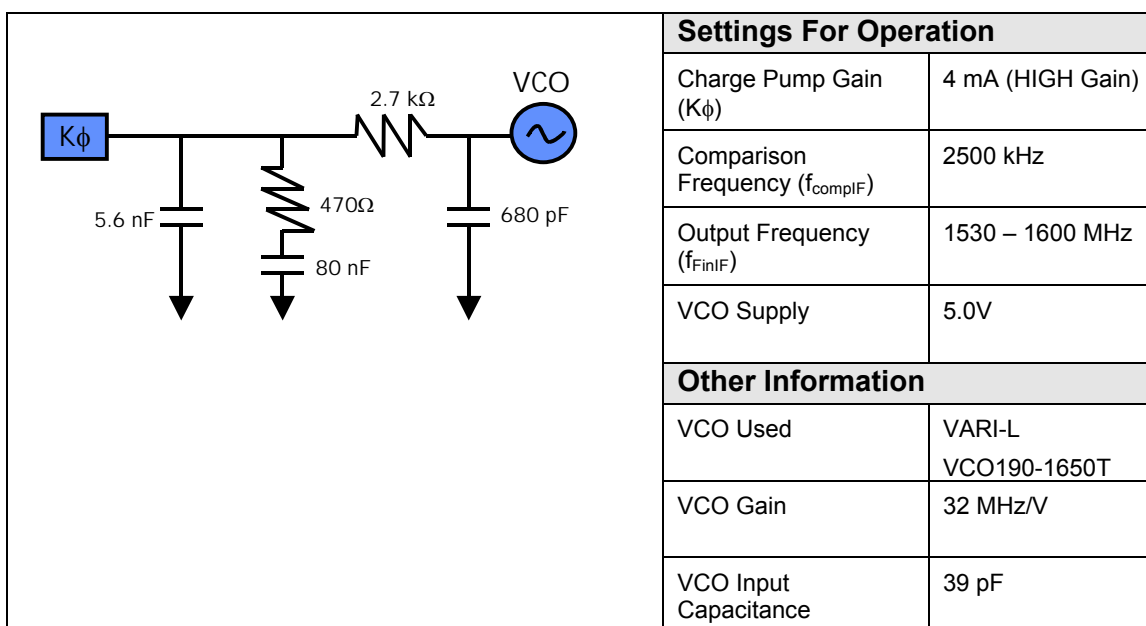 Kϕ
5.6 nF
470Ω
80 nF
2.7 kΩ
680 pF
VCO
Settings For Operation
Charge Pump Gain
(Kϕ)
4 mA (HIGH Gain)
Comparison
Frequency (fcompIF)
2500 kHz
Output Frequency
(fFinIF)
1530 – 1600 MHz
VCO Supply
5.0V
Other Information
VCO Used
VARI-L
VCO190-1650T
VCO Gain
32 MHz/V
VCO Input
Capacitance
39 pF